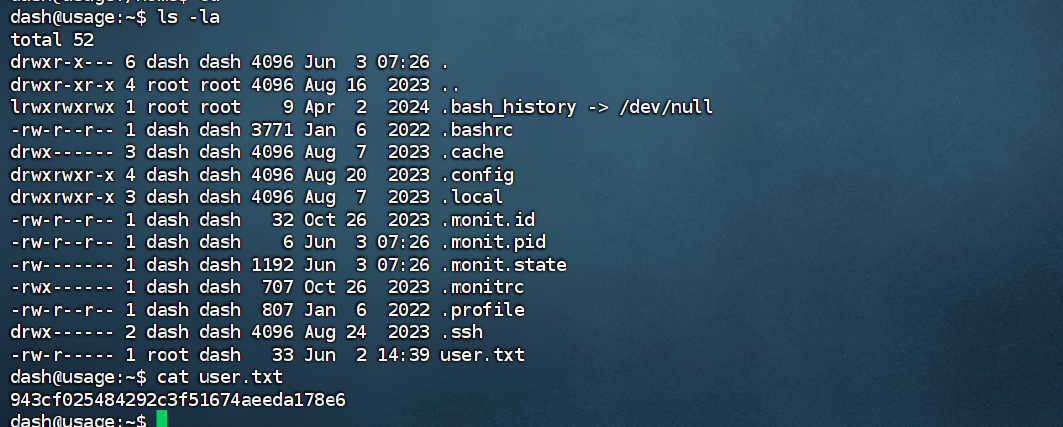 dash@usage:~$ ls -la
total 52
drwxr-x--- 6 dash dash 4096 Jun  3 07:26 .
drwxr-xr-x 4 root root 4096 Aug 16  2023 ..
lrwxrwxrwx 1 root root    9 Apr  2  2024 .bash_history -> /dev/null
-rw-r--r-- 1 dash dash 3771 Jan  6  2022 .bashrc
drwx------ 3 dash dash 4096 Aug  7  2023 .cache
drwxrwxr-x 4 dash dash 4096 Aug 20  2023 .config
drwxrwxr-x 3 dash dash 4096 Aug  7  2023 .local
-rw-r--r-- 1 dash dash   32 Oct 26  2023 .monit.id
-rw-r--r-- 1 dash dash    6 Jun  3 07:26 .monit.pid
-rw------- 1 dash dash 1192 Jun  3 07:26 .monit.state
-rwx------ 1 dash dash  707 Oct 26  2023 .monitrc
-rw-r--r-- 1 dash dash  807 Jan  6  2022 .profile
drwx------ 2 dash dash 4096 Aug 24  2023 .ssh
-rw-r----- 1 root dash   33 Jun  2 14:39 user.txt
dash@usage:~$ cat user.txt
943cf025484292c3f51674aeeda178e6
dash@usage:~$